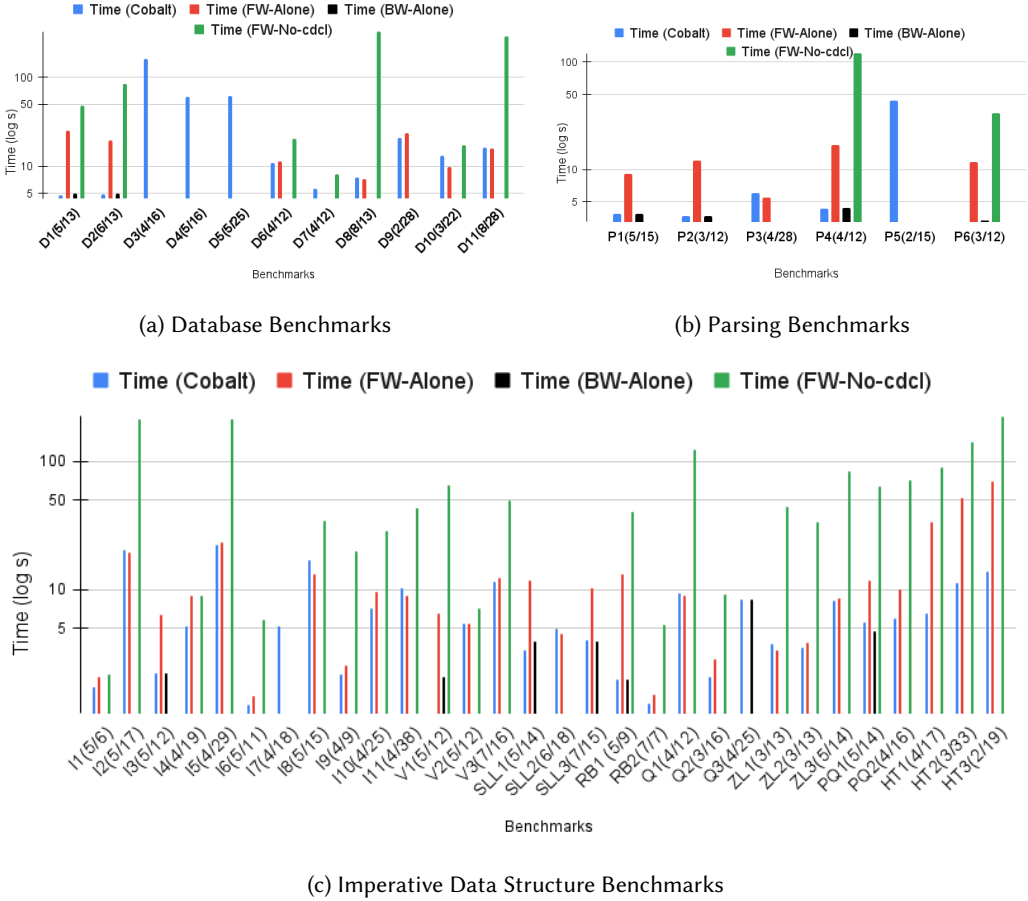 Time (Cobalt) Time (FW-Alone) Time (BW-Alone)
Time (FW-No-cdcl)
100
50
10
5
Time (log s)
D1(5/13) D2(6/13) D3(4/16) D4(5/16) D5(5/25) D6(4/12) D7(4/12) D8(8/13) D9(2/28) D10(3/22) D11(8/28)
Benchmarks
(a) Database Benchmarks
Time (Cobalt) Time (FW-Alone) Time (BW-Alone)
Time (FW-No-cdcl)
100
50
10
5
Time (log s)
P1(5/15) P2(3/12) P3(4/28) P4(4/12) P5(2/15) P6(3/12)
Benchmarks
(b) Parsing Benchmarks
Time (Cobalt) Time (FW-Alone) Time (BW-Alone) Time (FW-No-cdcl)
100
50
10
5
Time (log s)
I1(5/6) I2(5/17) I3(5/12) I4(4/19) I5(4/29) I6(5/11) I7(4/18) I8(5/15) I9(4/9) I10(4/25) I11(4/38) V1(5/12) V2(5/12) V3(7/16) SLL1(5/14) SLL2(6/18) SLL3(7/15) RB1 (5/9) RB2(7/7) Q1(4/12) Q2(3/16) Q3(4/25) ZL1(3/13) ZL2(3/13) ZL3(5/14) PQ1(5/14) PQ2(4/16) HT1(4/17) HT2(3/33) HT3(2/19)
Benchmarks
(c) Imperative Data Structure Benchmarks